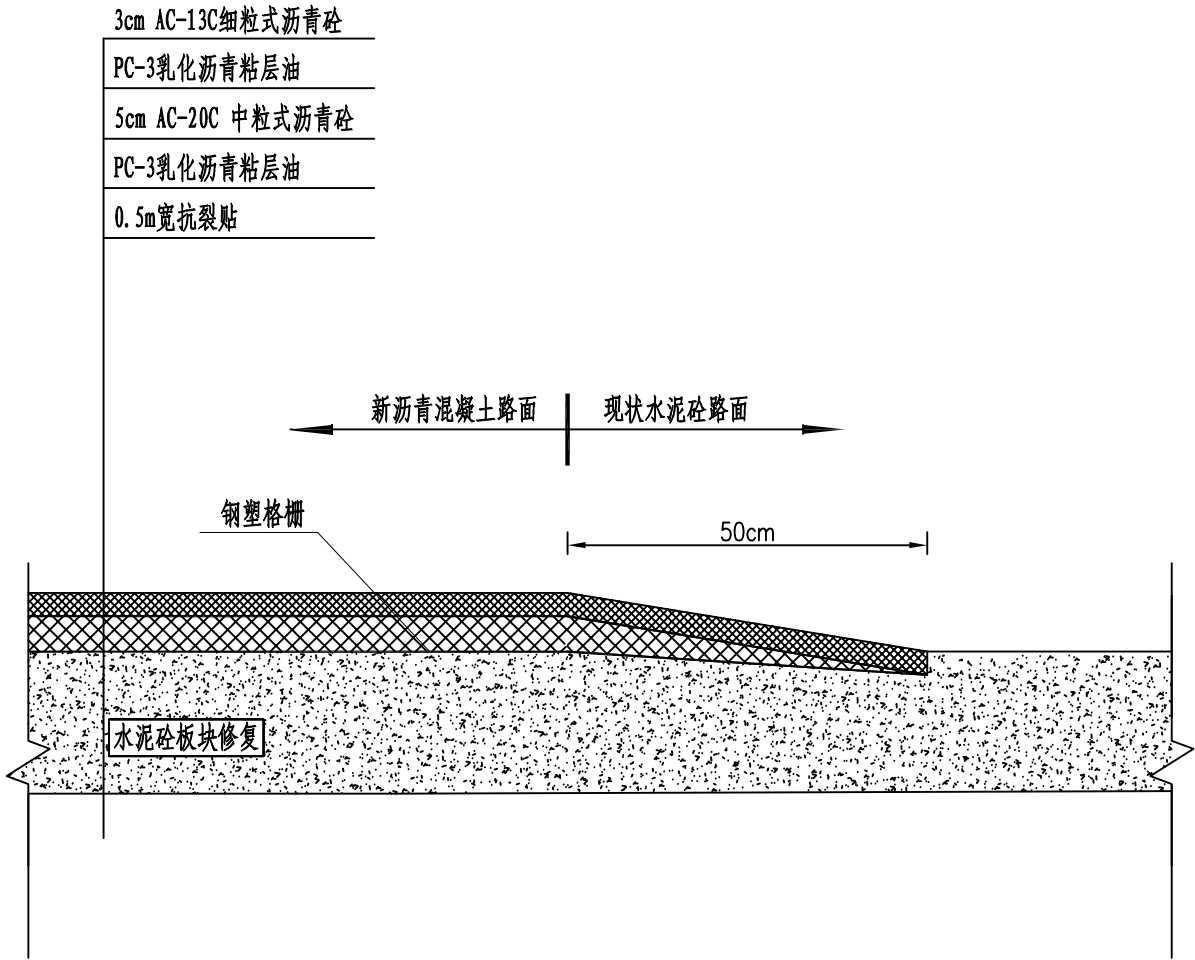 3cm AC-13C细粒式沥青砼
PC-3乳化沥青粘层油
5cm AC-20C 中粒式沥青砼
PC-3乳化沥青粘层油
0.5m宽抗裂贴
新沥青混凝土路面
现状水泥砼路面
钢塑格栅
50cm
水泥砼板块修复